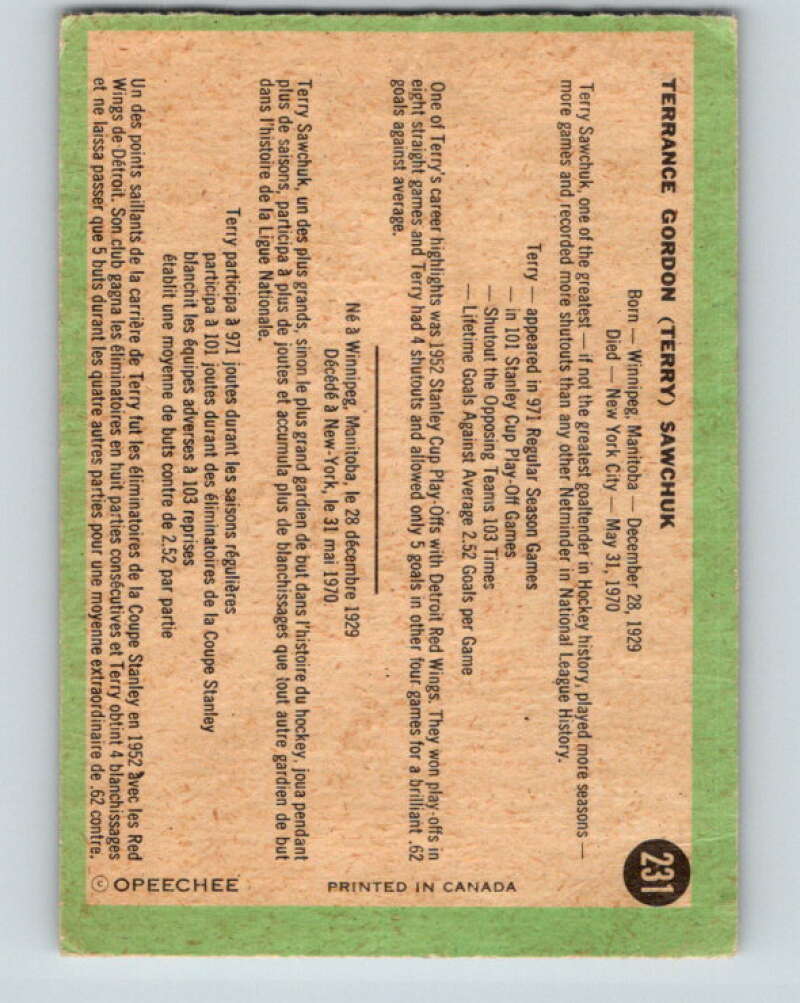 231
TERRANCE GORDON (TERRY) SAWCHUK
Born — Winnipeg, Manitoba — December 28, 1929
Died — New York City — May 31, 1970
Terry Sawchuk, one of the greatest — if not the greatest goaltender in Hockey history, played more seasons —
more games and recorded more shutouts than any other Netminder in National League History.
Terry — appeared in 971 Regular Season Games
— in 101 Stanley Cup Play-Off Games
— Shutout the Opposing Teams 103 Times
— Lifetime Goals Against Average 2.52 Goals per Game
One of Terry's career highlights was 1952 Stanley Cup Play-Offs with Detroit Red Wings. They won play-offs in
eight straight games and Terry had 4 shutouts and allowed only 5 goals in other four games for a brilliant .62
goals against average.
Né à Winnipeg, Manitoba, le 28 décembre 1929
Décédé à New-York, le 31 mai 1970
Terry Sawchuk, un des plus grands, sinon le plus grand gardien de but dans l'histoire du hockey, joua pendant
plus de saisons, participa à plus de joutes et accumula plus de blanchissages que tout autre gardien de but
dans l'histoire de la Ligue Nationale.
Terry participa à 971 joutes durant les saisons régulières
participa à 101 joutes durant des éliminatoires de la Coupe Stanley
blanchit les équipes adverses à 103 reprises
établit une moyenne de buts contre de 2.52 par partie
Un des points saillants de la carrière de Terry fut les éliminatoires de la Coupe Stanley en 1952 avec les Red
Wings de Détroit. Son club gagna les éliminatoires en huit parties consécutives et Terry obtint 4 blanchissages
et ne laissa passer que 5 buts durant les quatre autres parties pour une moyenne extraordinaire de .62 contre.
© OPEECHEE
PRINTED IN CANADA